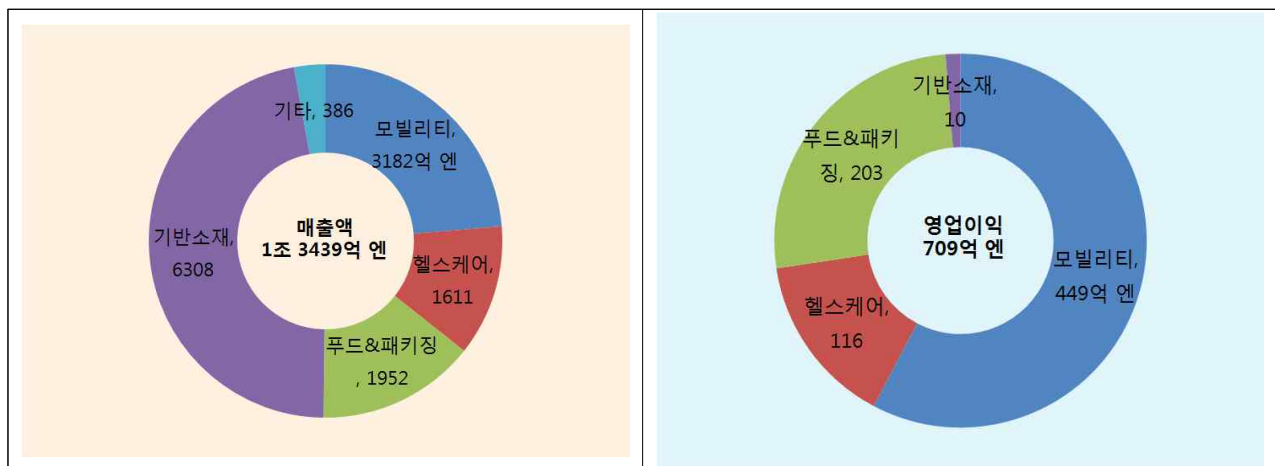 기타, 386
모빌리티,
3182억 엔
매출액
1조 3439억 엔
기반소재,
6308
헬스케어,
1611
푸드&패키징
, 1952
기반소재,
10
푸드&패키
징, 203
영업이익
709억 엔
모빌리티,
449억 엔
헬스케어,
116